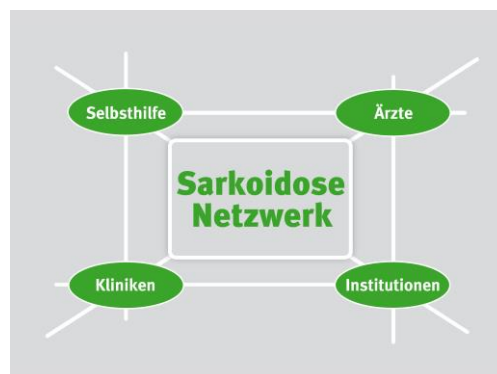 Selbsthilfe
Ärzte
Sarkoidose
Netzwerk
Kliniken
Institutionen